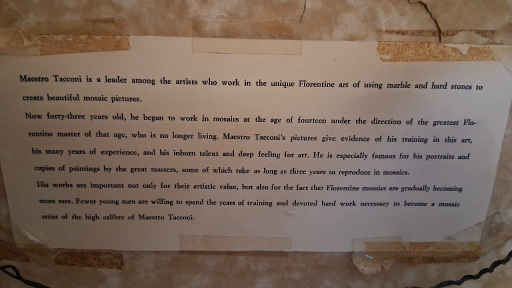 Maestro Tacconi is a leader among the artists who work in the unique Florentine art of using marble and hard stones to
create beautiful mosaic pictures.
Now forty-three years old, he began to work in mosaics at the age of fourteen under the direction of the greatest Flo-
rentine master of that age, who is no longer living. Maestro Tacconi's pictures give evidence of his training in this art,
his many years of experience, and his inborn talent and deep feeling for art. He is especially famous for his portraits and
copies of paintings by the great masters, some of which take as long as three years to reproduce in mosaics.
His works are important not only for their artistic value, but also for the fact that Florentine mosaics are gradually becoming
more rare. Fewer young men are willing to spend the years of training and devoted hard work necessary to become a mosaic
artist of the high calibre of Maestro Tacconi.